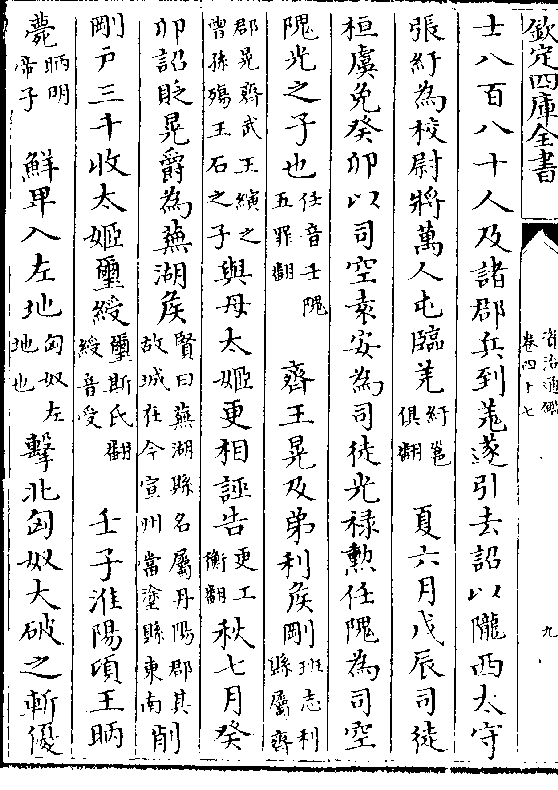 欽定四庫全書
資治通鑑
卷四十七
九
士八百八十人及諸郡兵到羌遂引去詔以隴西太守
張紆為校尉將萬人屯臨羌紆邕俱翻夏六月戊辰司徒
桓虞免癸卯以司空袁安為司徒光禄勲任隗為司空
隗光之子也任音壬隗五罪翻齊王晃及弟利侯剛班志利縣屬齊
郡晃齊武王縯之曽孫殤王石之子與母太姬更相誣告更工衡翻秋七月癸
卯詔貶晃爵為蕪湖侯賢曰蕪湖縣名屬丹陽郡其故城在今宣州當塗縣東南削
剛户三千收太姬璽綬璽斯氏翻綬音受壬子淮陽頃王昞
薨昞明帝子鮮卑入左地匈奴左地也擊北匈奴大破之斬優